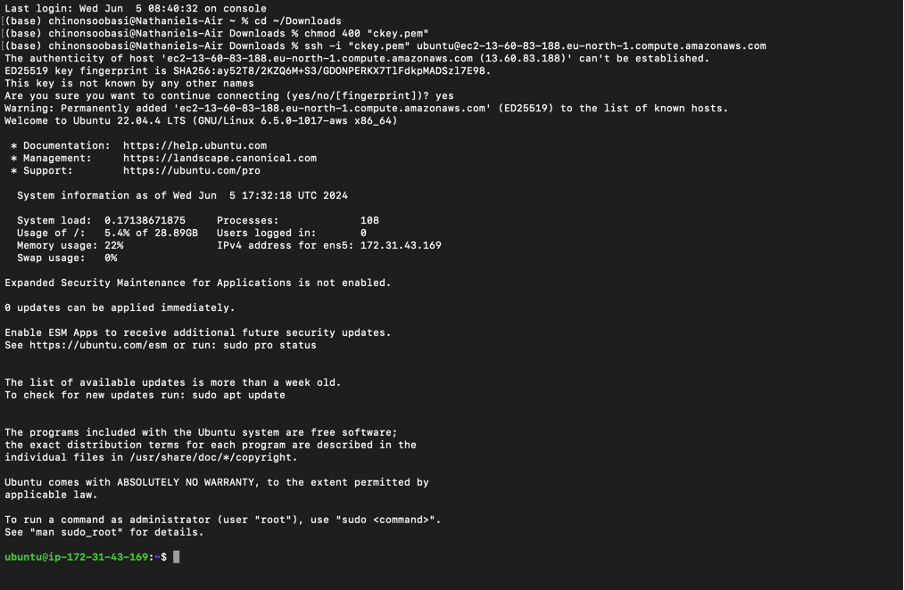 Last login: Wed Jun  5 08:40:32 on console
[(base) chinonsoobasi@Nathaniels-Air ~ % cd ~/Downloads
[(base) chinonsoobasi@Nathaniels-Air Downloads % chmod 400 "ckey.pem"
[(base) chinonsoobasi@Nathaniels-Air Downloads % ssh -i "ckey.pem" ubuntu@ec2-13-60-83-188.eu-north-1.compute.amazonaws.com
The authenticity of host 'ec2-13-60-83-188.eu-north-1.compute.amazonaws.com (13.60.83.188)' can't be established.
ED25519 key fingerprint is SHA256:ay52T8/2KZQ6M+S3/GDONPERKX7TlFdkpMADSzl7E98.
This key is not known by any other names
Are you sure you want to continue connecting (yes/no/[fingerprint])? yes
Warning: Permanently added 'ec2-13-60-83-188.eu-north-1.compute.amazonaws.com' (ED25519) to the list of known hosts.
Welcome to Ubuntu 22.04.4 LTS (GNU/Linux 6.5.0-1017-aws x86_64)

 * Documentation:  https://help.ubuntu.com
 * Management:     https://landscape.canonical.com
 * Support:        https://ubuntu.com/pro

  System information as of Wed Jun  5 17:32:18 UTC 2024

  System load:  0.17138671875     Processes:             108
  Usage of /:   5.4% of 28.89GB   Users logged in:       0
  Memory usage: 22%               IPv4 address for ens5: 172.31.43.169
  Swap usage:   0%

Expanded Security Maintenance for Applications is not enabled.

0 updates can be applied immediately.

Enable ESM Apps to receive additional future security updates.
See https://ubuntu.com/esm or run: sudo pro status


The list of available updates is more than a week old.
To check for new updates run: sudo apt update


The programs included with the Ubuntu system are free software;
the exact distribution terms for each program are described in the
individual files in /usr/share/doc/*/copyright.

Ubuntu comes with ABSOLUTELY NO WARRANTY, to the extent permitted by
applicable law.

To run a command as administrator (user "root"), use "sudo <command>".
See "man sudo_root" for details.

ubuntu@ip-172-31-43-169:~$